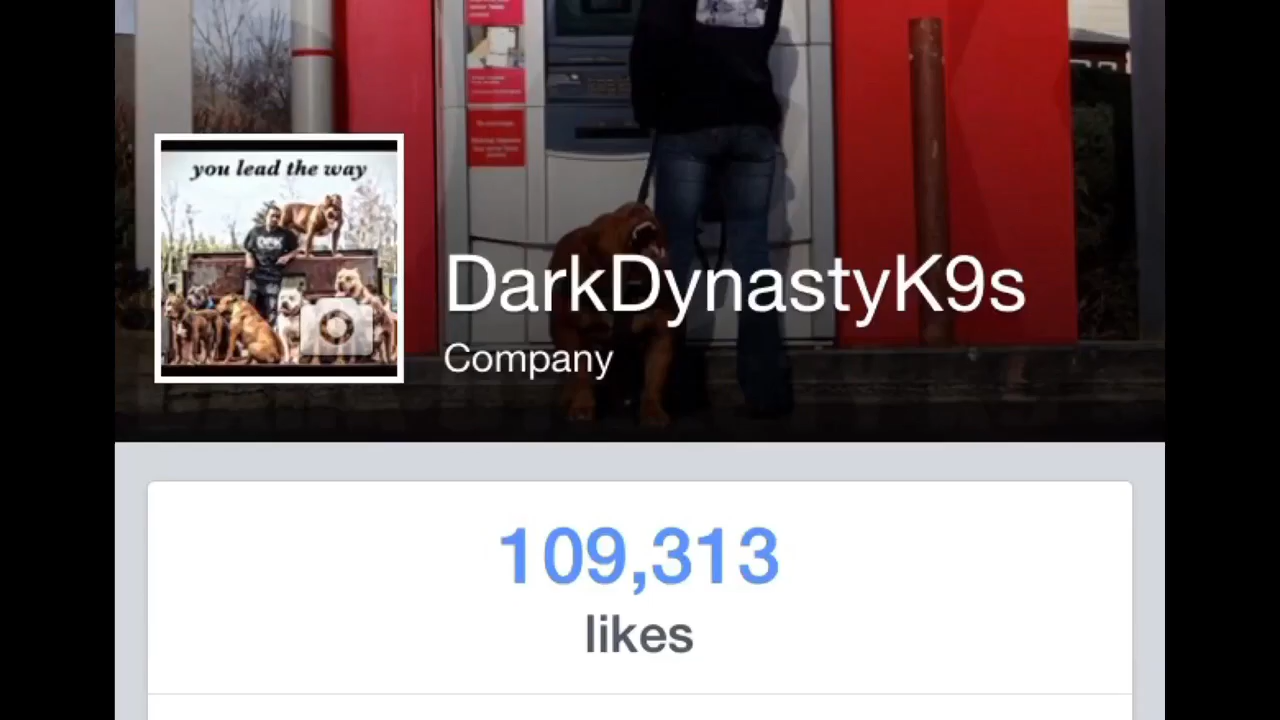 you lead the way
DarkDynastyK9s
Company
109,313
likes